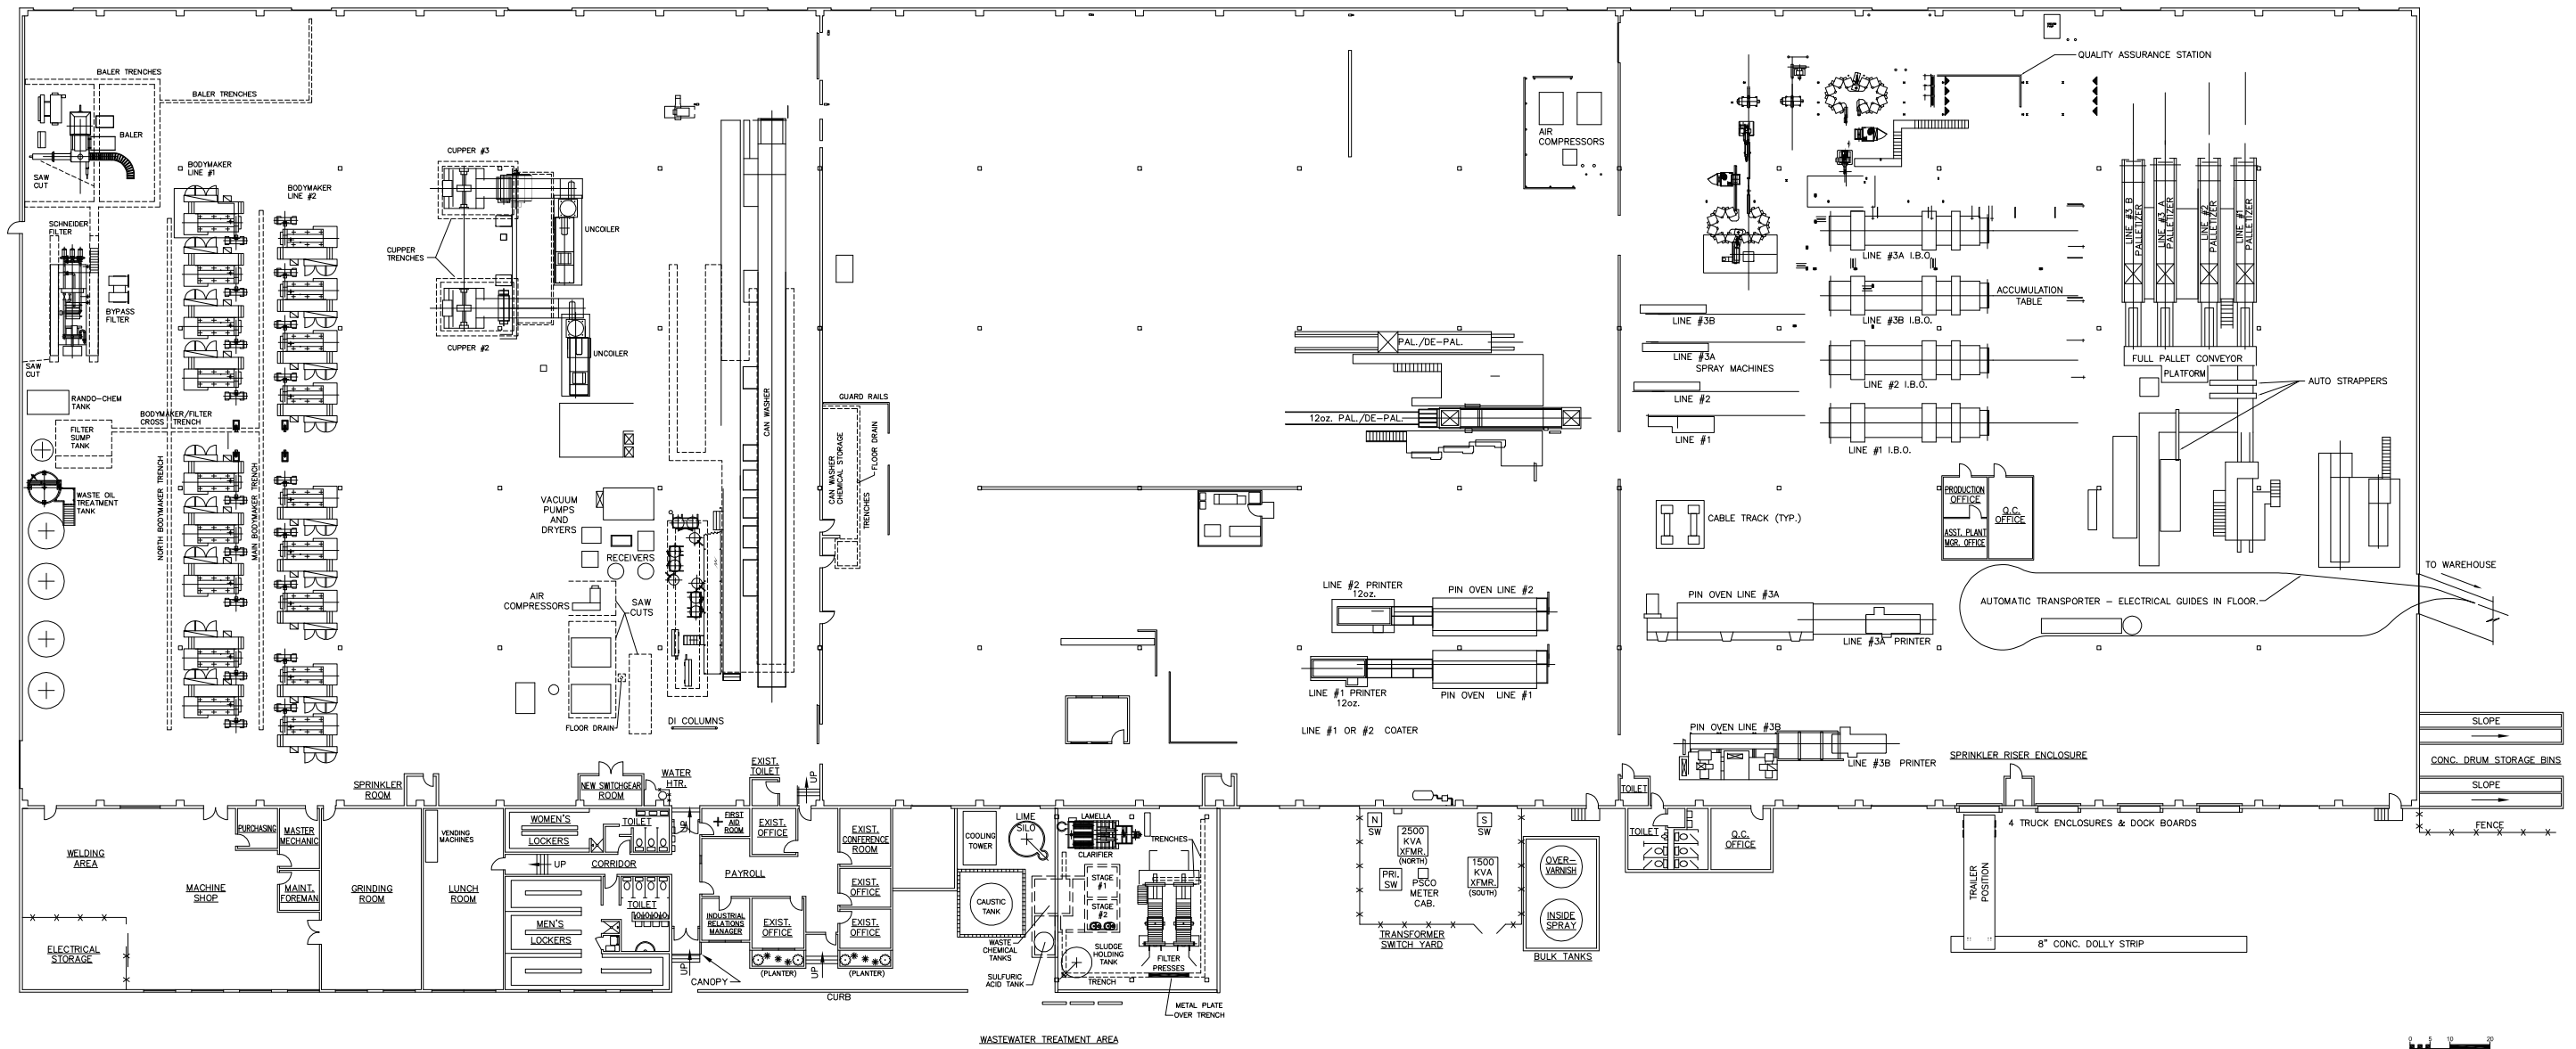 QUALITY ASSURANCE STATION
BALER TRENCHES
BALER TRENCHES
BALER
SAW
CUT
AIR
COMPRESSORS
CUPPER #3
BODYMAKER
LINE #1
BODYMAKER
LINE #2
SCHNEIDER
FILTER
UNCOILER
CUPPER
TRENCHES
LINE #3 B
PALLETIZER
LINE #3 A
PALLETIZER
LINE #2
PALLETIZER
LINE #1
PALLETIZER
LINE #3A I.B.O.
ACCUMULATION
TABLE
BYPASS
FILTER
LINE #3B
LINE #3B I.B.O.
CUPPER #2
UNCOILER
PAL./DE-PAL.
LINE #3A
SPRAY MACHINES
FULL PALLET CONVEYOR
PLATFORM
SAW
CUT
LINE #2 I.B.O.
AUTO STRAPPERS
RANDO-CHEM
TANK
LINE #2
GUARD RAILS
BODYMAKER/FILTER
CROSS TRENCH
12oz. PAL./DE-PAL.
CAN WASHER
FILTER
SUMP
TANK
LINE #1
LINE #1 I.B.O.
CAN WASHER
CHEMICAL STORAGE
FLOOR DRAIN
TRENCHES
NORTH BODYMAKER TRENCH
MAIN BODYMAKER TRENCH
WASTE OIL
TREATMENT
TANK
VACUUM
PUMPS
AND
DRYERS
PRODUCTION
OFFICE
Q.C.
OFFICE
CABLE TRACK (TYP.)
ASST. PLANT
MGR. OFFICE
RECEIVERS
TO WAREHOUSE
LINE #2 PRINTER
12oz.
PIN OVEN LINE #2
PIN OVEN LINE #3A
AIR
COMPRESSORS
SAW
CUTS
AUTOMATIC TRANSPORTER - ELECTRICAL GUIDES IN FLOOR.
LINE #3A PRINTER
LINE #1 PRINTER
12oz.
PIN OVEN LINE #1
FLOOR DRAIN
DI COLUMNS
LINE #1 OR #2 COATER
PIN OVEN LINE #3B
SLOPE
LINE #3B PRINTER
SPRINKLER RISER ENCLOSURE
CONC. DRUM STORAGE BINS
SLOPE
SPRINKLER
ROOM
NEW SWITCHGEAR
ROOM
WATER
HTR.
EXIST.
TOILET
UP
TOILET
4 TRUCK ENCLOSURES & DOCK BOARDS
FENCE
PURCHASING
MASTER
MECHANIC
VENDING
MACHINES
WOMEN'S
LOCKERS
TOILET
UP
FIRST
AID
ROOM
EXIST.
OFFICE
EXIST.
CONFERENCE
ROOM
COOLING
TOWER
LIME
SILO
LAMELLA
CLARIFIER
TRENCHES
N
SW
2500
KVA
XFMR.
(NORTH)
S
SW
TOILET
Q.C.
OFFICE
WELDING
AREA
UP
CORRIDOR
PAYROLL
MACHINE
SHOP
MAINT.
FOREMAN
GRINDING
ROOM
LUNCH
ROOM
TOILET
EXIST.
OFFICE
CAUSTIC
TANK
STAGE
#1
STAGE
#2
PRI.
SW
PSCO
METER
CAB.
1500
KVA
XFMR.
(SOUTH)
OVER-
VARNISH
TRAILER
POSITION
MEN'S
LOCKERS
INDUSTRIAL
RELATIONS
MANAGER
EXIST.
OFFICE
EXIST.
OFFICE
INSIDE
SPRAY
ELECTRICAL
STORAGE
TRANSFORMER
SWITCH YARD
BULK TANKS
8" CONC. DOLLY STRIP
UP
(PLANTER)
UP
(PLANTER)
WASTE
CHEMICAL
TANKS
SLUDGE
HOLDING
TANK
FILTER
PRESSES
SULFURIC
ACID TANK
TRENCH
CANOPY
CURB
METAL PLATE
OVER TRENCH
WASTEWATER TREATMENT AREA
0 5 10 20